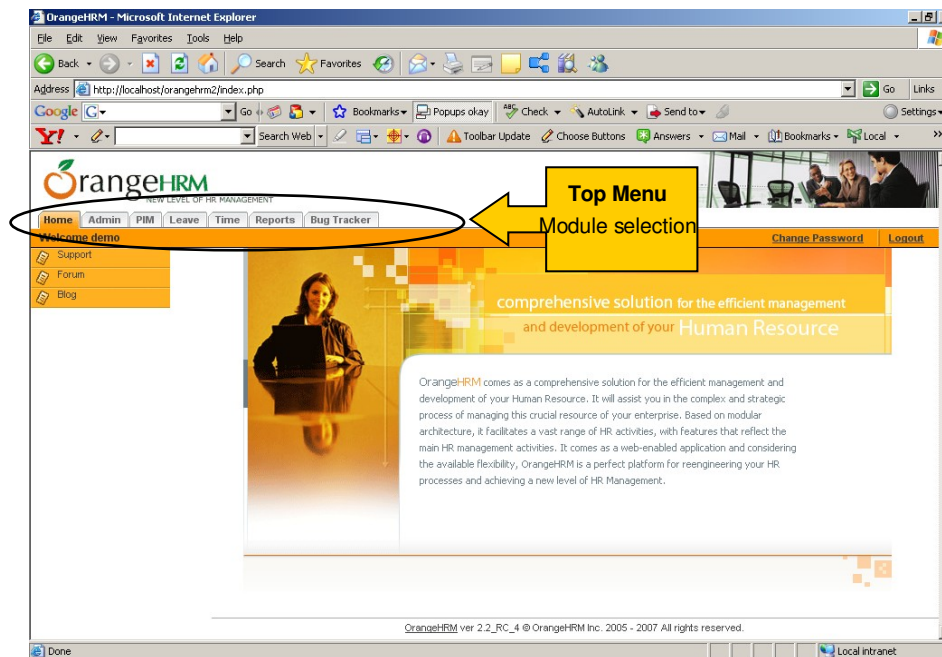 OrangeHRM - Microsoft Internet Explorer
File Edit View Favorites Tools Help
Back Search Favorites
Address http://localhost/orangehrm2/index.php Go Links
Google G Go Bookmarks Popups okay ABC Check AutoLink Send to Settings
Y! Search Web Toolbar Update Choose Buttons Answers Mail Bookmarks Local »
OrangeHRM
NEW LEVEL OF HR MANAGEMENT
Top Menu
Module selection
Home Admin PIM Leave Time Reports Bug Tracker
Welcome demo Change Password Logout
Support
Forum
Blog
comprehensive solution for the efficient management
and development of your Human Resource
OrangeHRM comes as a comprehensive solution for the efficient management and
development of your Human Resource. It will assist you in the complex and strategic
process of managing this crucial resource of your enterprise. Based on modular
architecture, it facilitates a vast range of HR activities, with features that reflect the
main HR management activities. It comes as a web-enabled application and considering
the available flexibility, OrangeHRM is a perfect platform for reengineering your HR
processes and achieving a new level of HR Management.
OrangeHRM ver 2.2_RC_4 © OrangeHRM Inc. 2005 - 2007 All rights reserved.
Done Local intranet